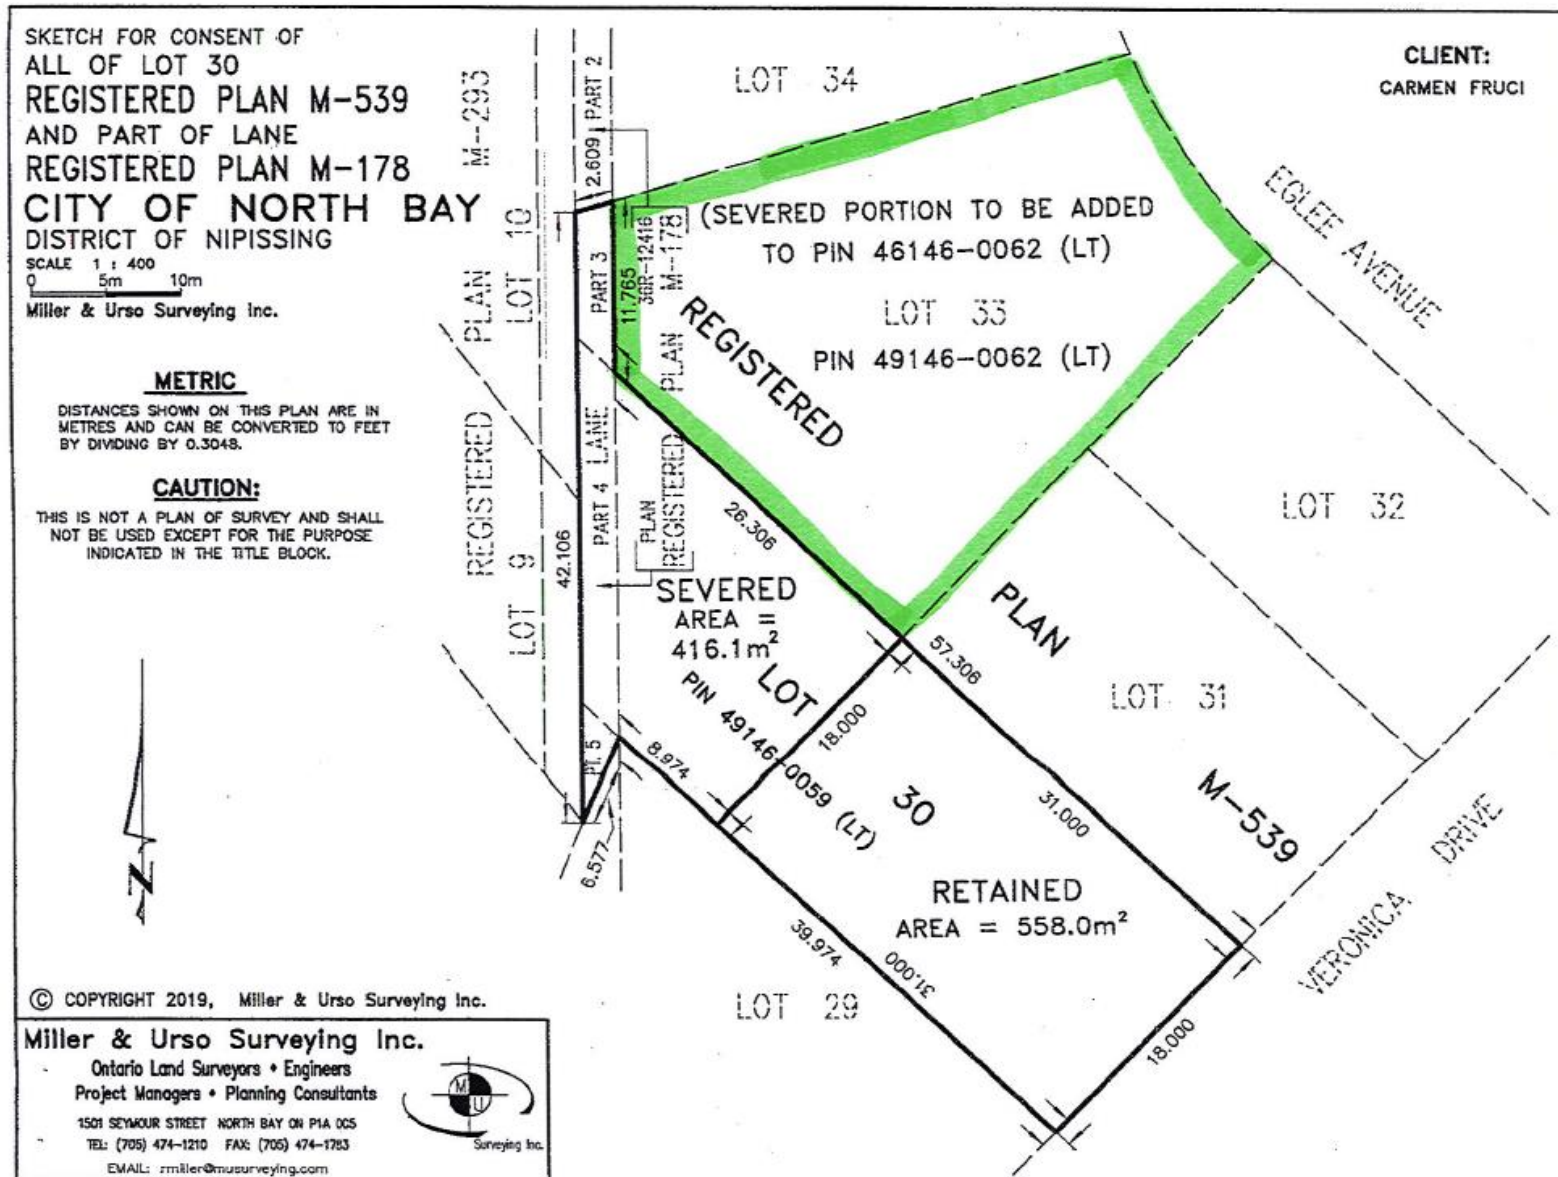 SKETCH FOR CONSENT OF
ALL OF LOT 30
REGISTERED PLAN M-539
AND PART OF LANE
REGISTERED PLAN M-178
CITY OF NORTH BAY
DISTRICT OF NIPISSING
SCALE 1 : 400
0 5m 10m
Miller & Urso Surveying Inc.
METRIC
DISTANCES SHOWN ON THIS PLAN ARE IN
METRES AND CAN BE CONVERTED TO FEET
BY DIVIDING BY 0.3048.
CAUTION:
THIS IS NOT A PLAN OF SURVEY AND SHALL
NOT BE USED EXCEPT FOR THE PURPOSE
INDICATED IN THE TITLE BLOCK.
CLIENT:
CARMEN FRUCI
LOT 34
M-293
PLAN
REGISTERED
LOT 10
LOT 9
PART 2
2.609
PART 3
11.765
36R-12416
M-178
PLAN
REGISTERED
PLAN
PART 4 LANE
42.106
PT. 5
6.577
(SEVERED PORTION TO BE ADDED
TO PIN 46146-0062 (LT)
LOT 33
PIN 49146-0062 (LT)
REGISTERED
PLAN
M-539
EGLEE AVENUE
LOT 32
LOT 31
VERONICA DRIVE
26.306
57.306
SEVERED
AREA =
416.1m²
LOT
30
PIN 49146-0059 (LT)
18.000
8.974
31.000
RETAINED
AREA = 558.0m²
39.974
31.000
18.000
LOT 29
N
© COPYRIGHT 2019, Miller & Urso Surveying Inc.
Miller & Urso Surveying Inc.
Ontario Land Surveyors • Engineers
Project Managers • Planning Consultants
1501 SEYMOUR STREET NORTH BAY ON P1A 0C5
TEL: (705) 474-1210 FAX: (705) 474-1783
EMAIL: rmiller@musurveying.com
M
U
Surveying Inc.